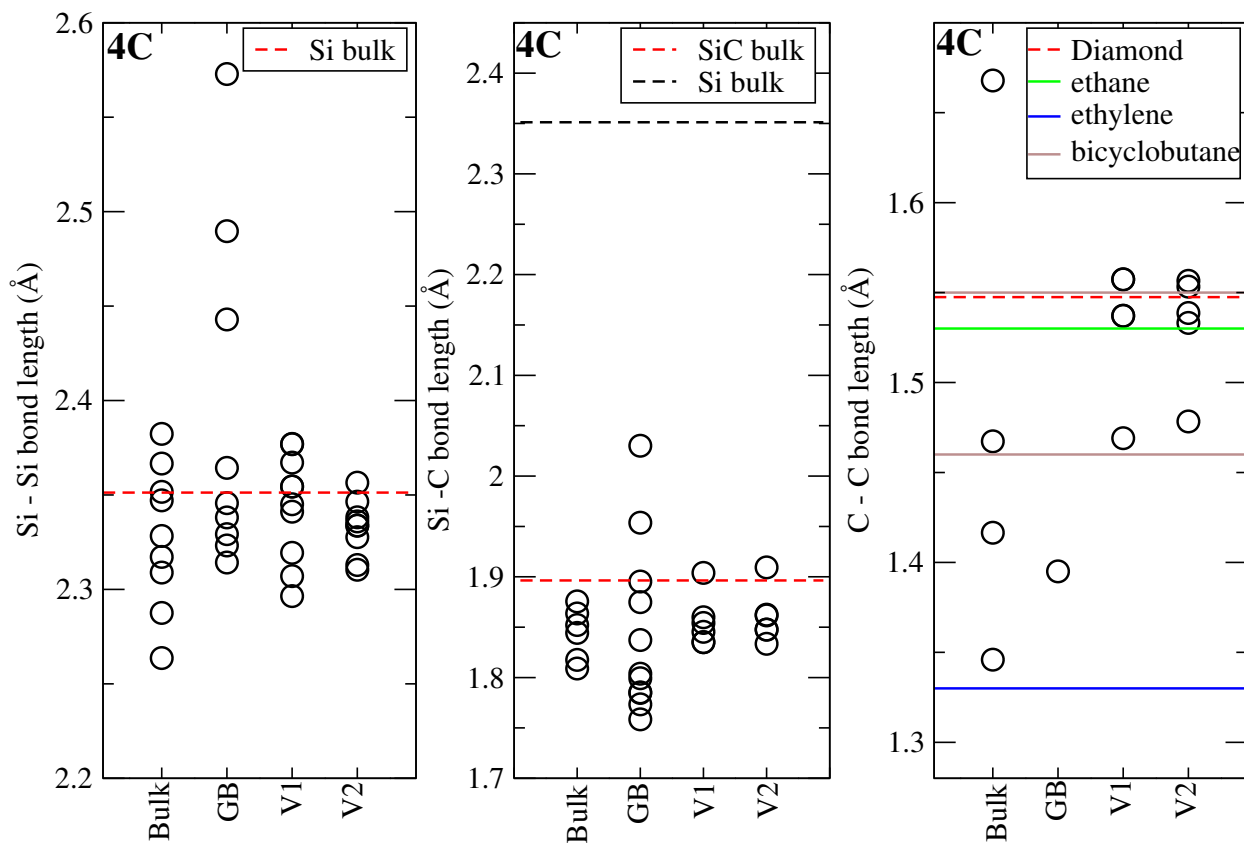 4C
Si bulk
Si - Si bond length (Å)
2.6
2.5
2.4
2.3
2.2
Bulk
GB
V1
V2
4C
SiC bulk
Si bulk
Si -C bond length (Å)
2.4
2.3
2.2
2.1
2
1.9
1.8
1.7
Bulk
GB
V1
V2
4C
Diamond
ethane
ethylene
bicyclobutane
C - C bond length (Å)
1.6
1.5
1.4
1.3
Bulk
GB
V1
V2